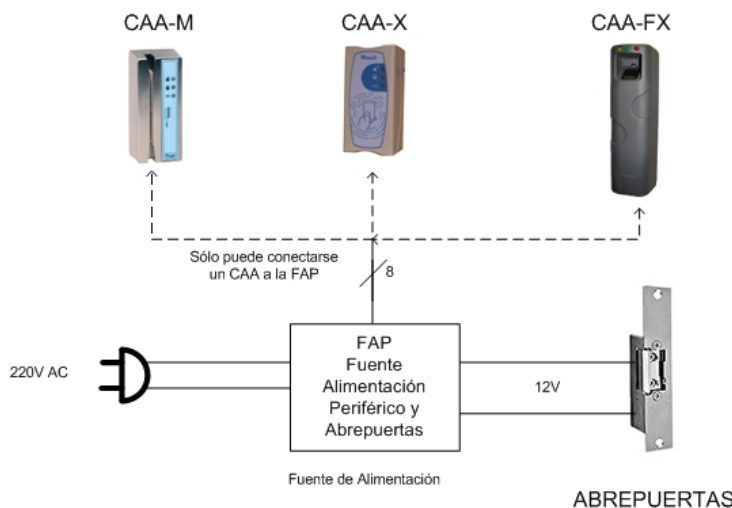 CAA-M
CAA-X
CAA-FX
Sólo puede conectarse
un CAA a la FAP
8
220V AC
FAP
Fuente
Alimentación
Periférico y
Abrepuertas
12V
Fuente de Alimentación
ABREPUERTAS